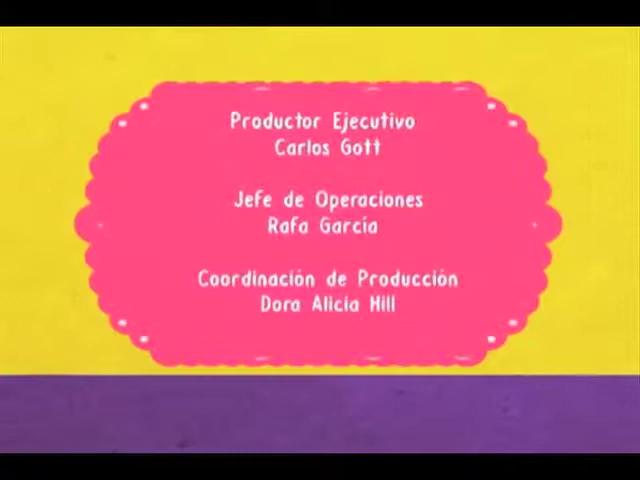 Productor Ejecutivo
Carlos Gott
Jefe de Operaciones
Rafa García
Coordinación de Producción
Dora Alicia Hill